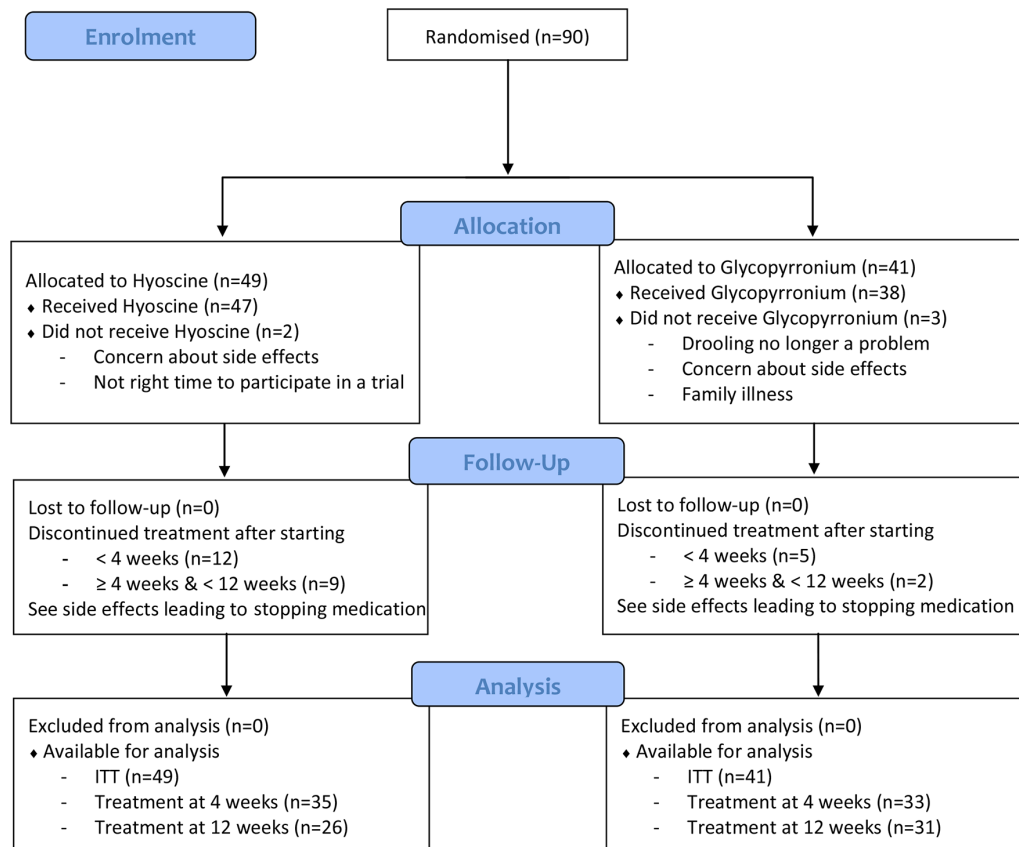 Enrolment
Randomised (n=90)
Allocation
Allocated to Hyoscine (n=49)
♦ Received Hyoscine (n=47)
♦ Did not receive Hyoscine (n=2)
- Concern about side effects
- Not right time to participate in a trial
Allocated to Glycopyrronium (n=41)
♦ Received Glycopyrronium (n=38)
♦ Did not receive Glycopyrronium (n=3)
- Drooling no longer a problem
- Concern about side effects
- Family illness
Follow-Up
Lost to follow-up (n=0)
Discontinued treatment after starting
- < 4 weeks (n=12)
- ≥ 4 weeks & < 12 weeks (n=9)
See side effects leading to stopping medication
Lost to follow-up (n=0)
Discontinued treatment after starting
- < 4 weeks (n=5)
- ≥ 4 weeks & < 12 weeks (n=2)
See side effects leading to stopping medication
Analysis
Excluded from analysis (n=0)
♦ Available for analysis
- ITT (n=49)
- Treatment at 4 weeks (n=35)
- Treatment at 12 weeks (n=26)
Excluded from analysis (n=0)
♦ Available for analysis
- ITT (n=41)
- Treatment at 4 weeks (n=33)
- Treatment at 12 weeks (n=31)